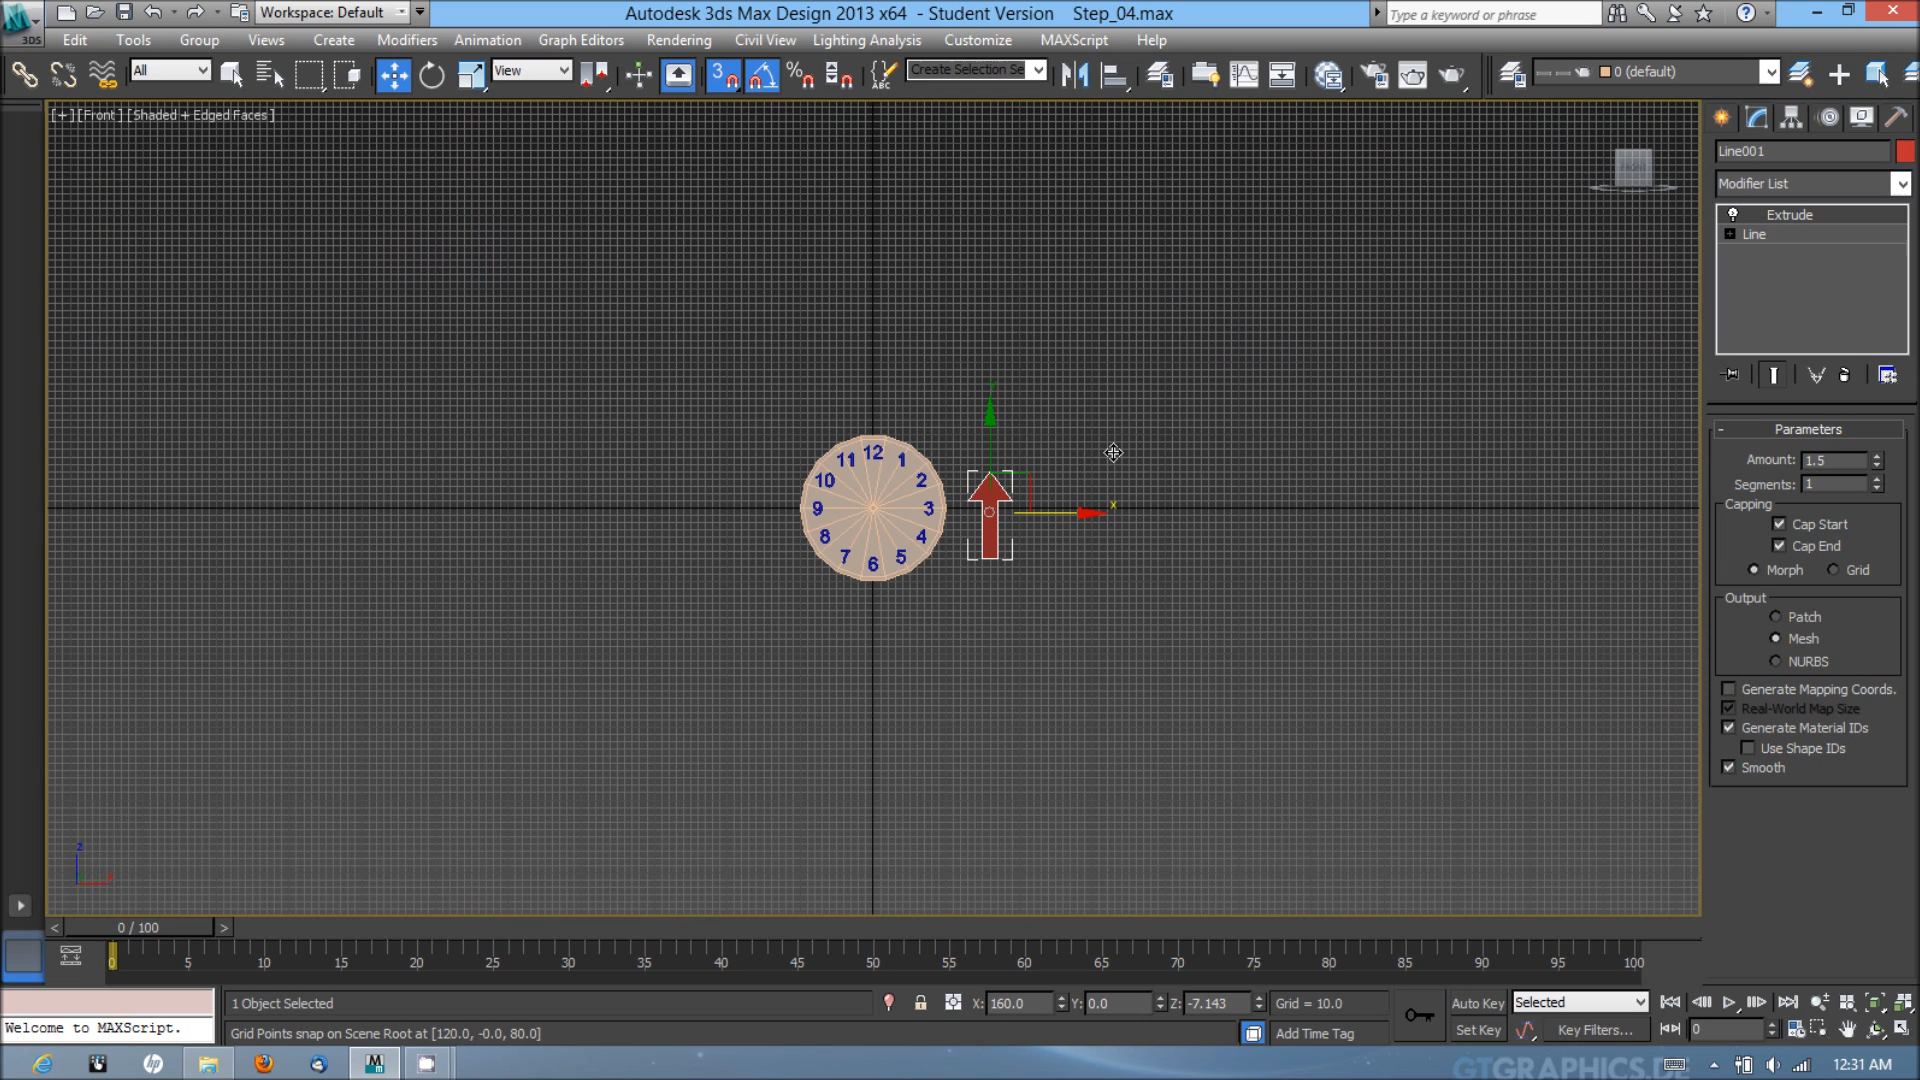 3DS
Workspace: Default
Autodesk 3ds Max Design 2013 x64 - Student Version Step_04.max
Type a keyword or phrase
Edit Tools Group Views Create Modifiers Animation Graph Editors Rendering Civil View Lighting Analysis Customize MAXScript Help
All
View
3
%
ABC
Create Selection Se
0 (default)
[+] [Front ] [Shaded + Edged Faces ]
FRONT
Line001
Modifier List
Extrude
Line
Parameters
Amount: 1.5
Segments: 1
Capping
Cap Start
Cap End
Morph Grid
Output
Patch
Mesh
NURBS
Generate Mapping Coords.
Real-World Map Size
Generate Material IDs
Use Shape IDs
Smooth
12
11 1
10 2
9 3
8 4
7 5
6
x
z
< 0 / 100 >
0 5 10 15 20 25 30 35 40 45 50 55 60 65 70 75 80 85 90 95 100
1 Object Selected X: 160.0 Y: 0.0 Z: -7.143 Grid = 10.0 Auto Key Selected
Welcome to MAXScript. Grid Points snap on Scene Root at [120.0, -0.0, 80.0] Add Time Tag Set Key Key Filters... 0
GTGRAPHICS.DE
12:31 AM